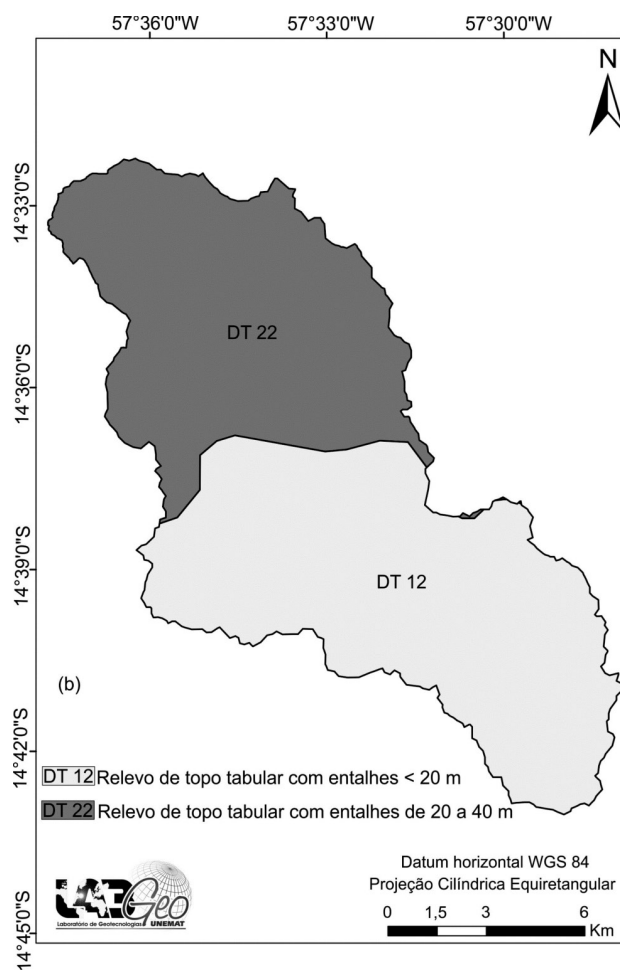 57°36'0"W 57°33'0"W 57°30'0"W
N
14°33'0"S
DT 22
14°36'0"S
14°39'0"S
DT 12
(b)
14°42'0"S
DT 12 Relevo de topo tabular com entalhes < 20 m
DT 22 Relevo de topo tabular com entalhes de 20 a 40 m
Datum horizontal WGS 84
Projeção Cilíndrica Equiretangular
LAB Geo
UNEMAT
Laboratório de Geotecnologias
0 1,5 3 6
Km
14°45'0"S